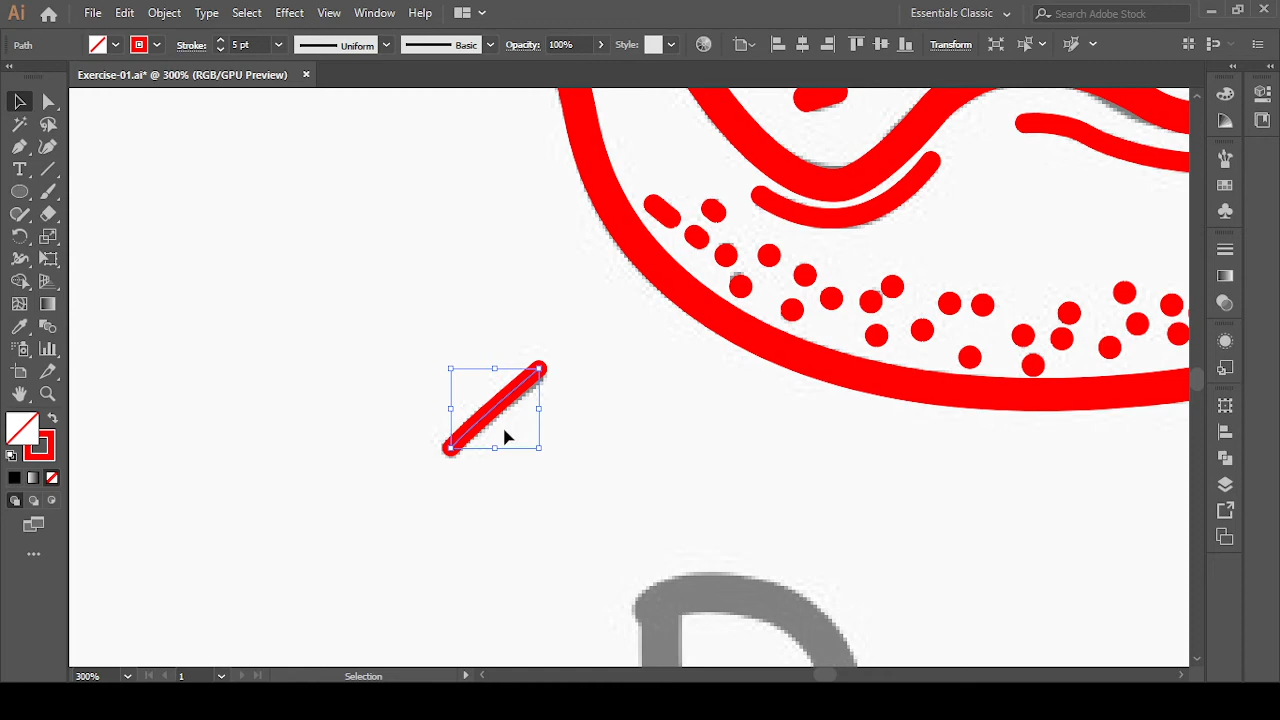 Ai File Edit Object Type Select Effect View Window Help Essentials Classic Search Adobe Stock
Path Stroke: 5 pt Uniform Basic Opacity: 100% Style: Transform
Exercise-01.ai* @ 300% (RGB/GPU Preview) ×
T
300% 1 Selection